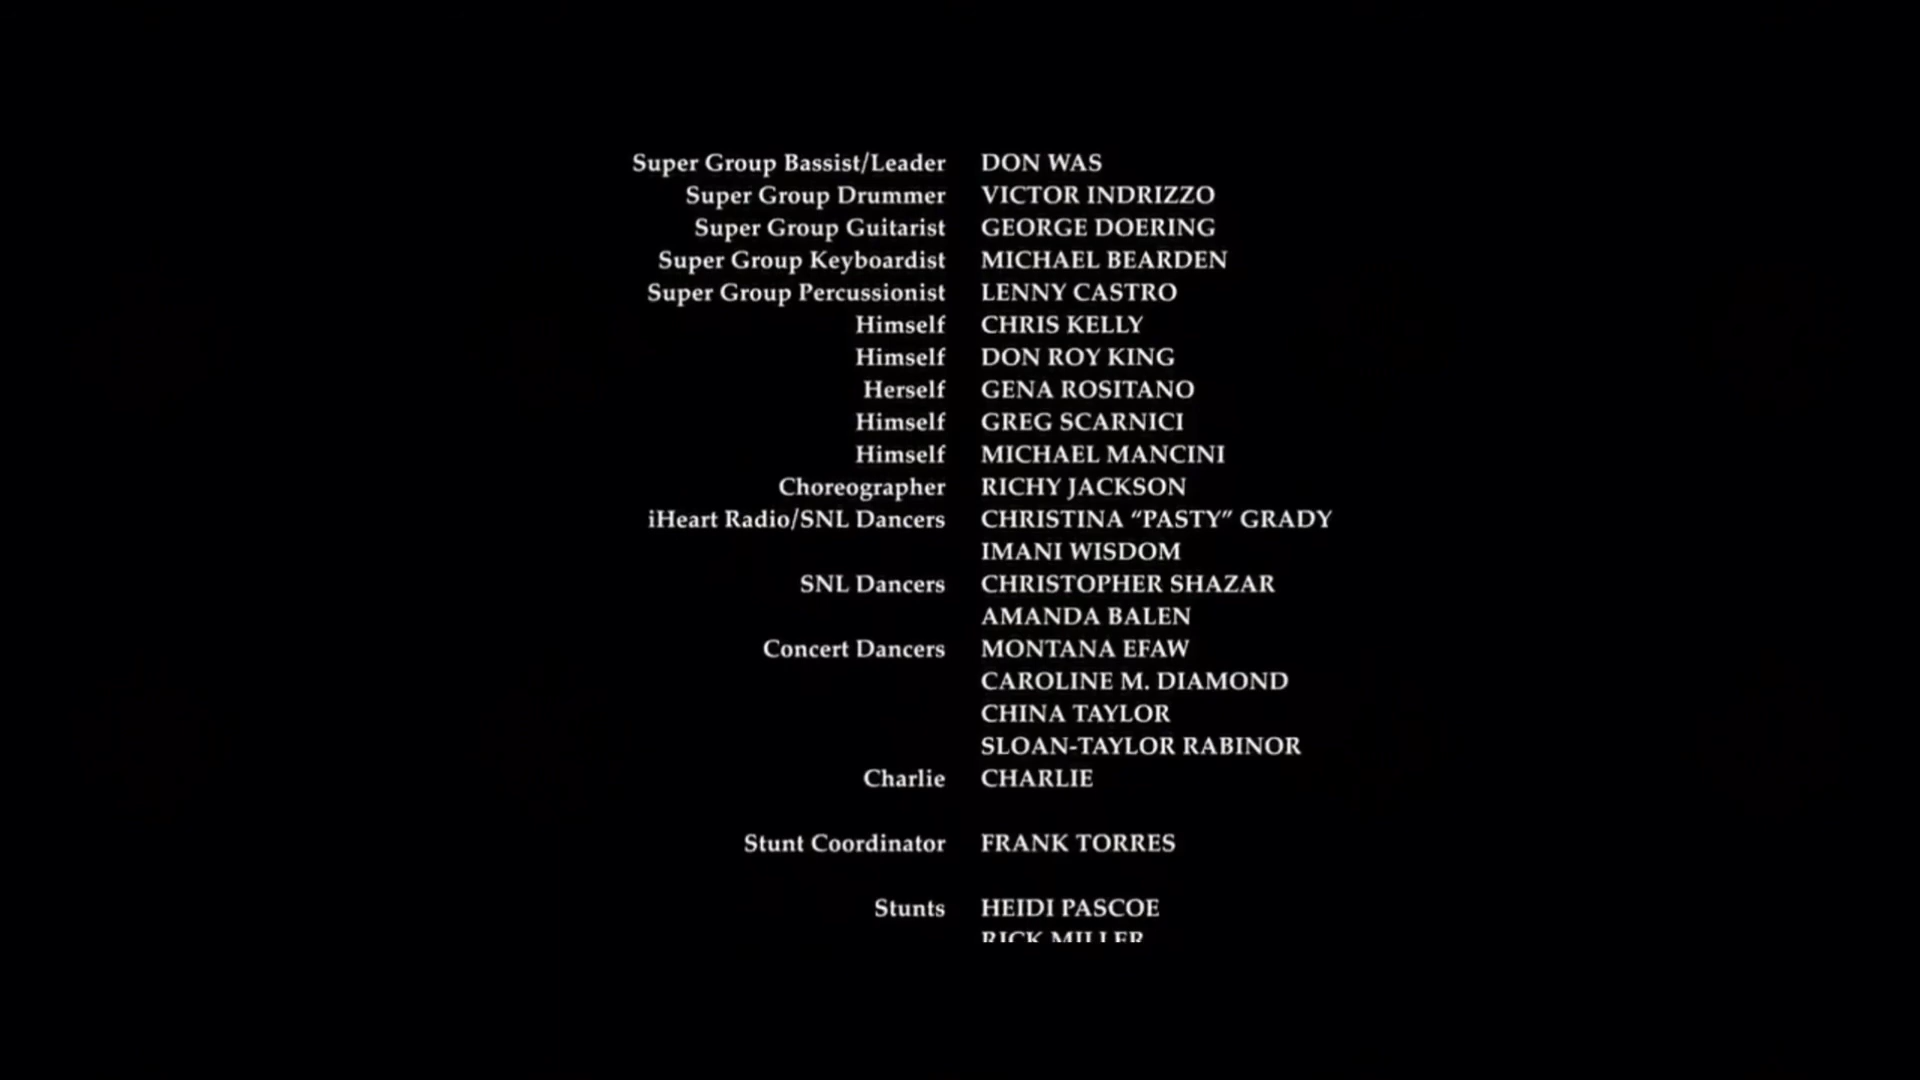 Super Group Bassist/Leader DON WAS
Super Group Drummer VICTOR INDRIZZO
Super Group Guitarist GEORGE DOERING
Super Group Keyboardist MICHAEL BEARDEN
Super Group Percussionist LENNY CASTRO
Himself CHRIS KELLY
Himself DON ROY KING
Herself GENA ROSITANO
Himself GREG SCARNICI
Himself MICHAEL MANCINI
Choreographer RICHY JACKSON
iHeart Radio/SNL Dancers CHRISTINA “PASTY” GRADY
IMANI WISDOM
SNL Dancers CHRISTOPHER SHAZAR
AMANDA BALEN
Concert Dancers MONTANA EFAW
CAROLINE M. DIAMOND
CHINA TAYLOR
SLOAN-TAYLOR RABINOR
Charlie CHARLIE
Stunt Coordinator FRANK TORRES
Stunts HEIDI PASCOE
RICK MILLER